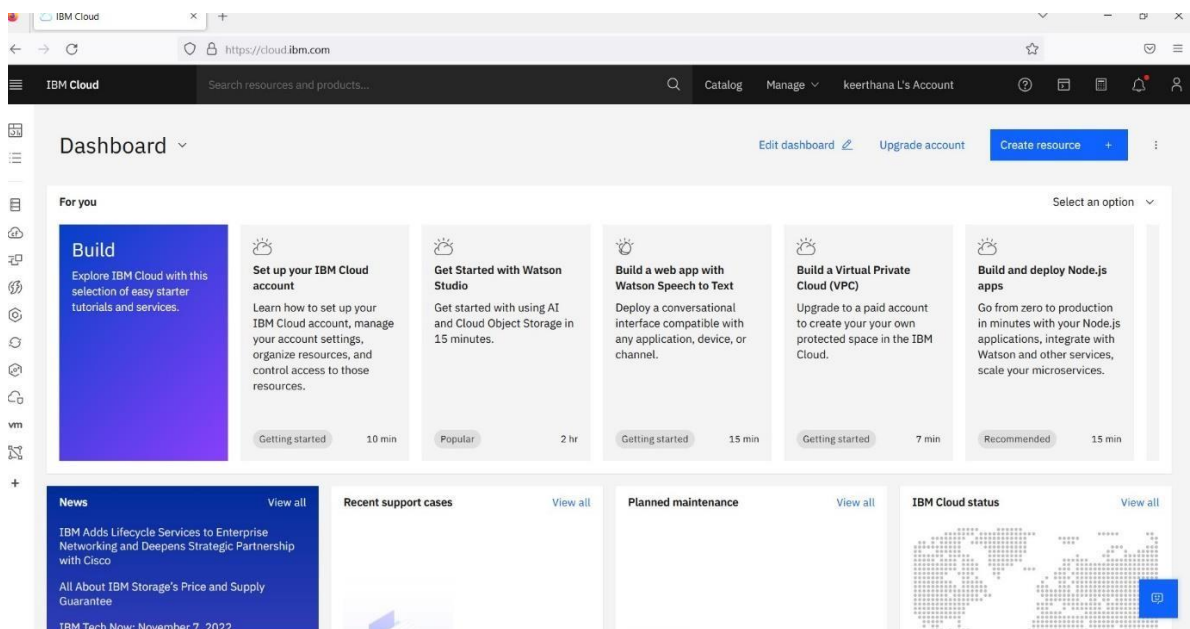 IBM Cloud
https://cloud.ibm.com
IBM Cloud
Search resources and products...
Catalog
Manage
keerthana L's Account
Dashboard
Edit dashboard
Upgrade account
Create resource +
For you
Select an option
Build
Explore IBM Cloud with this
selection of easy starter
tutorials and services.
Set up your IBM Cloud
account
Learn how to set up your
IBM Cloud account, manage
your account settings,
organize resources, and
control access to those
resources.
Getting started
10 min
Get Started with Watson
Studio
Get started with using AI
and Cloud Object Storage in
15 minutes.
Popular
2 hr
Build a web app with
Watson Speech to Text
Deploy a conversational
interface compatible with
any application, device, or
channel.
Getting started
15 min
Build a Virtual Private
Cloud (VPC)
Upgrade to a paid account
to create your your own
protected space in the IBM
Cloud.
Getting started
7 min
Build and deploy Node.js
apps
Go from zero to production
in minutes with your Node.js
applications, integrate with
Watson and other services,
scale your microservices.
Recommended
15 min
vm
News
View all
IBM Adds Lifecycle Services to Enterprise
Networking and Deepens Strategic Partnership
with Cisco
All About IBM Storage's Price and Supply
Guarantee
IBM Tech Now: November 7, 2022
Recent support cases
View all
Planned maintenance
View all
IBM Cloud status
View all